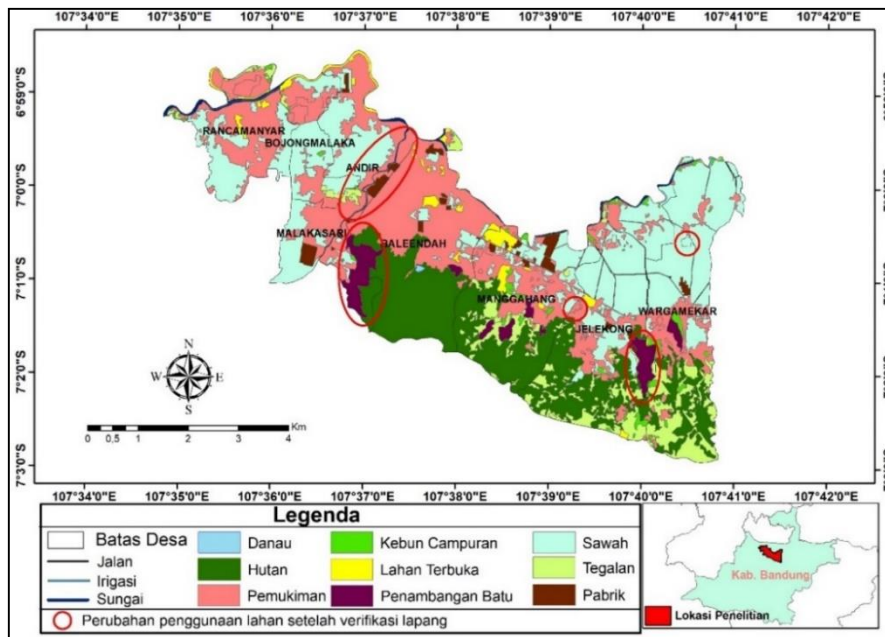 107°34'0"E 107°35'0"E 107°36'0"E 107°37'0"E 107°38'0"E 107°39'0"E 107°40'0"E 107°41'0"E 107°42'0"E
6°59'0"S
7°0'0"S
7°1'0"S
7°2'0"S
7°3'0"S
RANCAMANYAR
BOJONGMALAKA
ANDIR
MALAKASARI
BALEENDAH
MANGGAHANG
JELEKONG
WARGAMEKAR
N
W E
S
Km
0 0,5 1 2 3 4
107°34'0"E 107°35'0"E 107°36'0"E 107°37'0"E 107°38'0"E 107°39'0"E 107°40'0"E 107°41'0"E 107°42'0"E
Legenda
Batas Desa
Jalan
Irigasi
Sungai
Danau
Hutan
Pemukiman
Kebun Campuran
Lahan Terbuka
Penambangan Batu
Sawah
Tegalan
Pabrik
Perubahan penggunaan lahan setelah verifikasi lapang
Kab. Bandung
Lokasi Penelitian